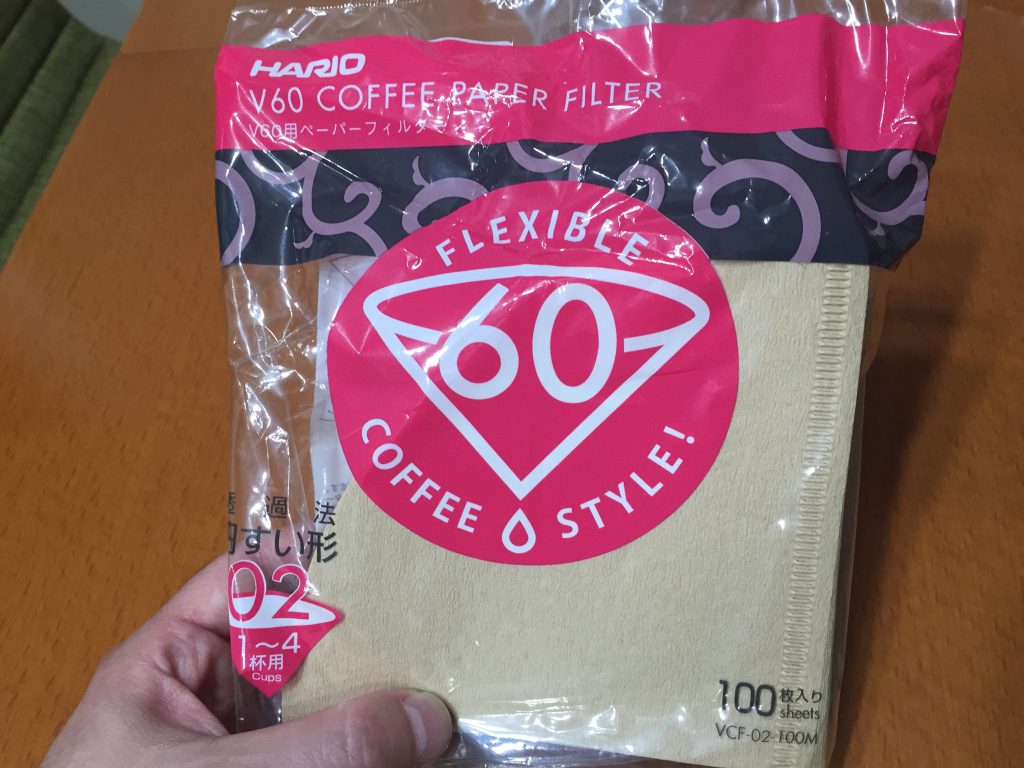 HARIO
V60 COFFEE PAPER FILTER
V60用ペーパーフィルター
FLEXIBLE
60
COFFEE STYLE!
過法
すい形
02
1～4
杯用
Cups
100枚入り
sheets
VCF-02-100M